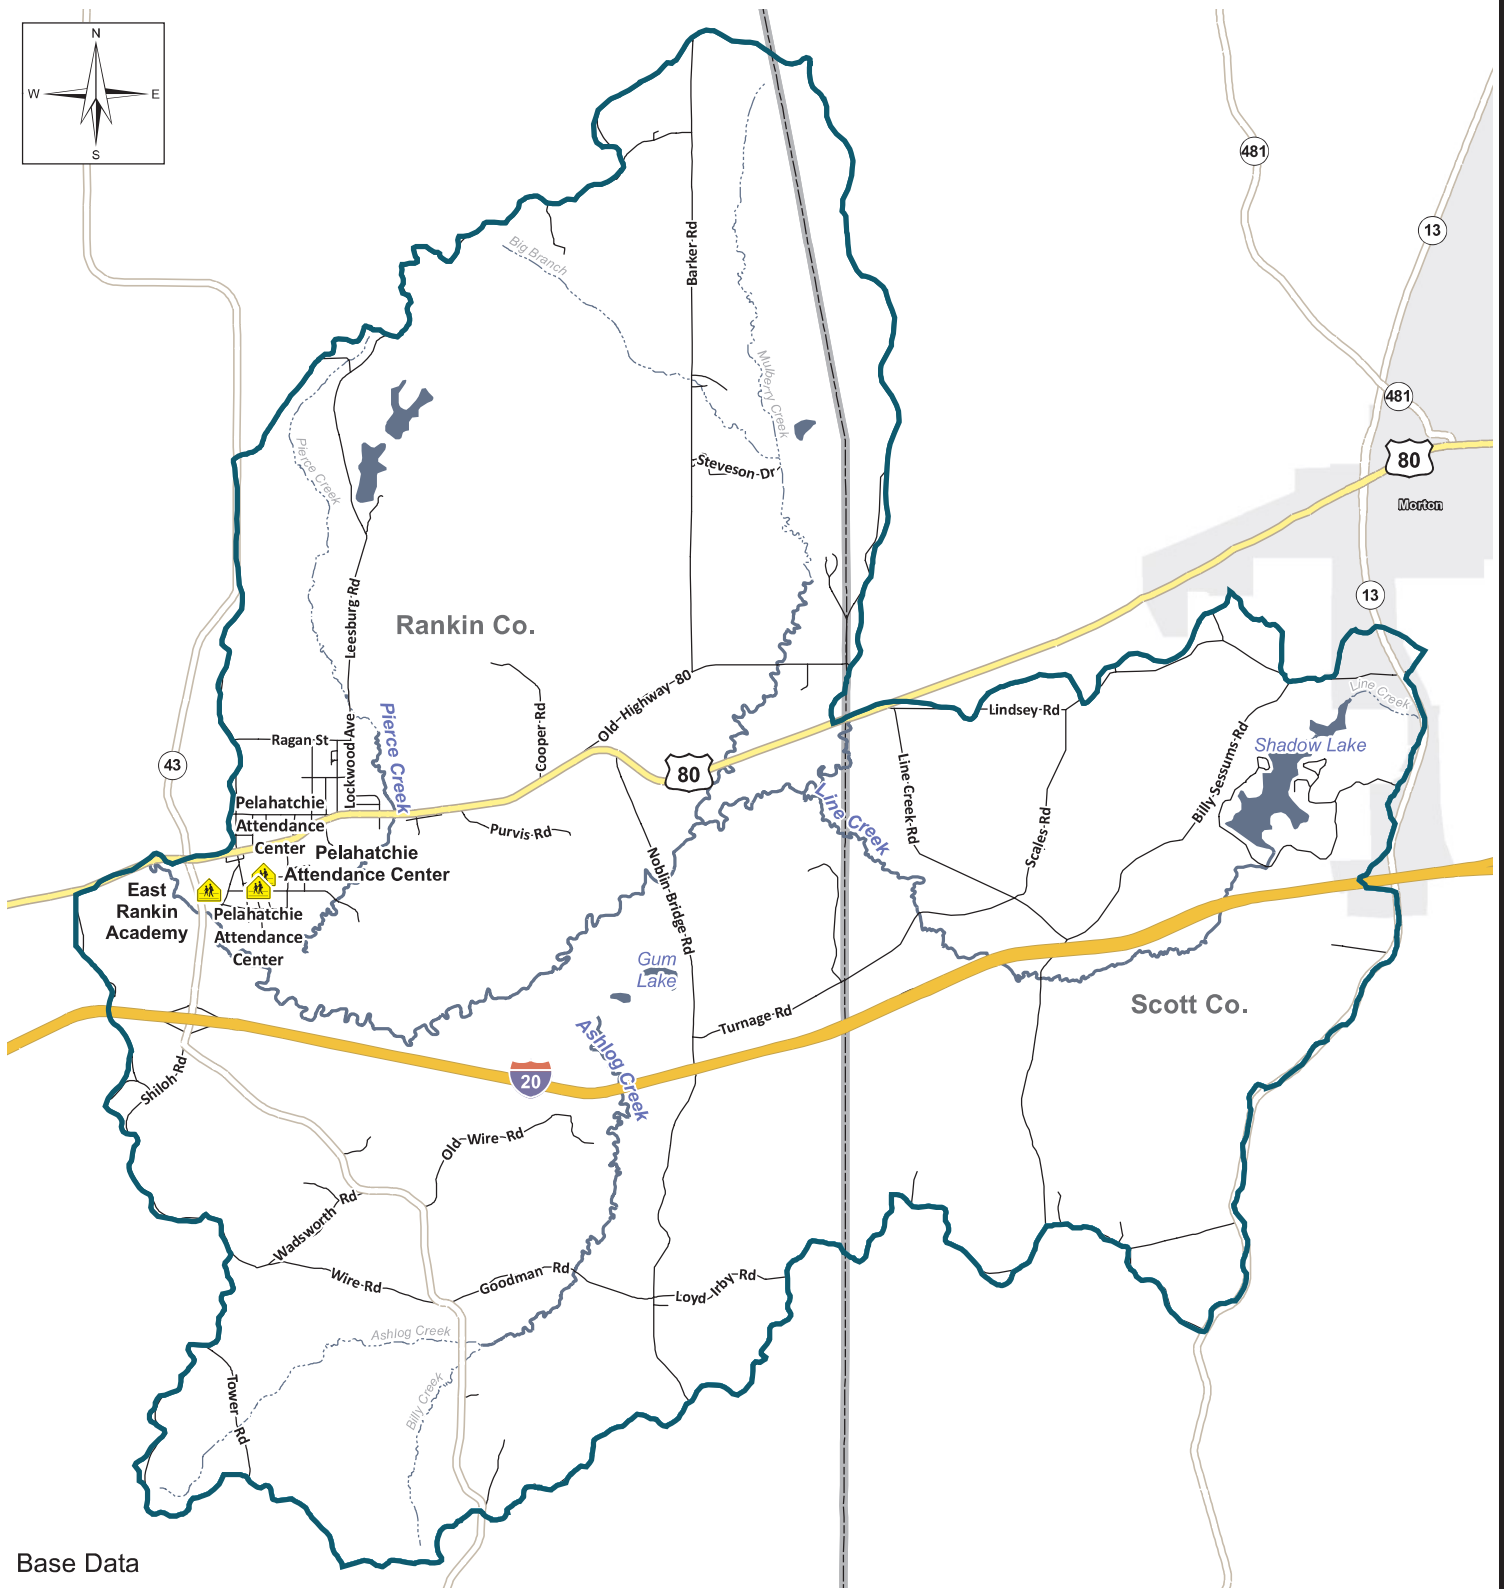 N
W E
S
481
13
Big Branch
Barker Rd
Mulberry Creek
481
80
Morton
Pierce Creek
Steveson Dr
Leesburg Rd
13
Rankin Co.
Line Creek
Old Highway 80
Cooper Rd
Lindsey Rd
Pierce Creek
Lockwood Ave
Ragan St
43
80
Shadow Lake
Line Creek Rd
Billy Sessums Rd
Scales Rd
Line Creek
Purvis Rd
Pelahatchie
Attendance
Center
Pelahatchie
Attendance Center
East
Rankin
Academy
Pelahatchie
Attendance
Center
Noblin Bridge Rd
Gum
Lake
Turnage Rd
Scott Co.
Ashlog Creek
20
Shiloh Rd
Old Wire Rd
Wadsworth Rd
Wire Rd
Goodman Rd
Loyd Irby Rd
Ashlog Creek
Billy Creek
Tower Rd
Base Data